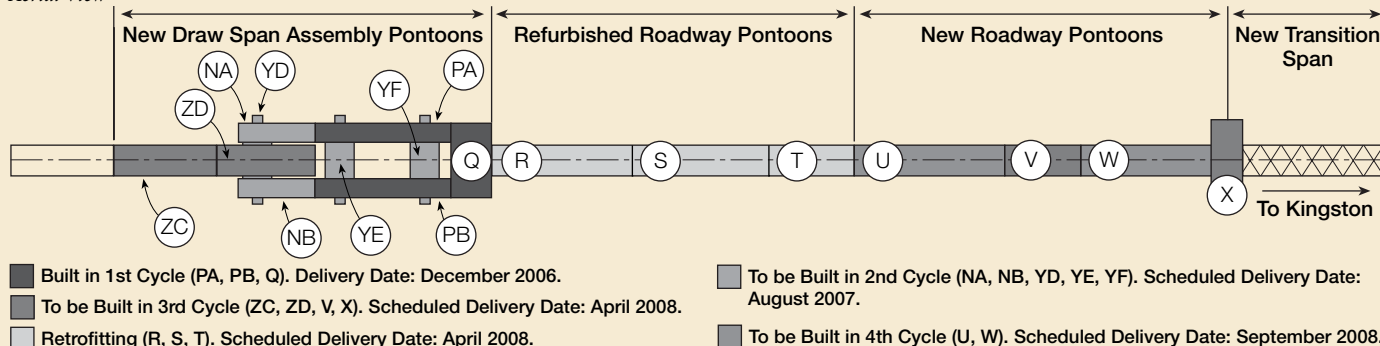 New Draw Span Assembly Pontoons
Refurbished Roadway Pontoons
New Roadway Pontoons
New Transition
Span
NA
YD
PA
YF
ZD
Q
R
S
T
U
V
W
X
To Kingston
ZC
NB
YE
PB
Built in 1st Cycle (PA, PB, Q). Delivery Date: December 2006.
To be Built in 3rd Cycle (ZC, ZD, V, X). Scheduled Delivery Date: April 2008.
Retrofitting (R, S, T). Scheduled Delivery Date: April 2008.
To be Built in 2nd Cycle (NA, NB, YD, YE, YF). Scheduled Delivery Date:
August 2007.
To be Built in 4th Cycle (U, W). Scheduled Delivery Date: September 2008.